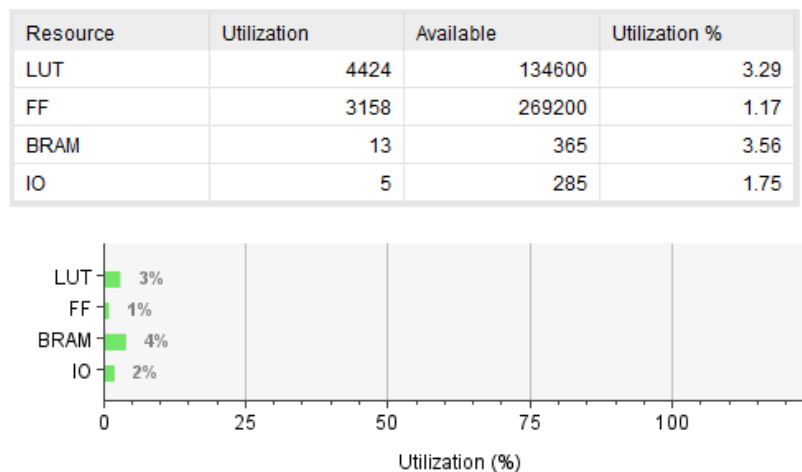 Resource Utilization Available Utilization %
LUT 4424 134600 3.29
FF 3158 269200 1.17
BRAM 13 365 3.56
IO 5 285 1.75
LUT 3%
FF 1%
BRAM 4%
IO 2%
0 25 50 75 100
Utilization (%)